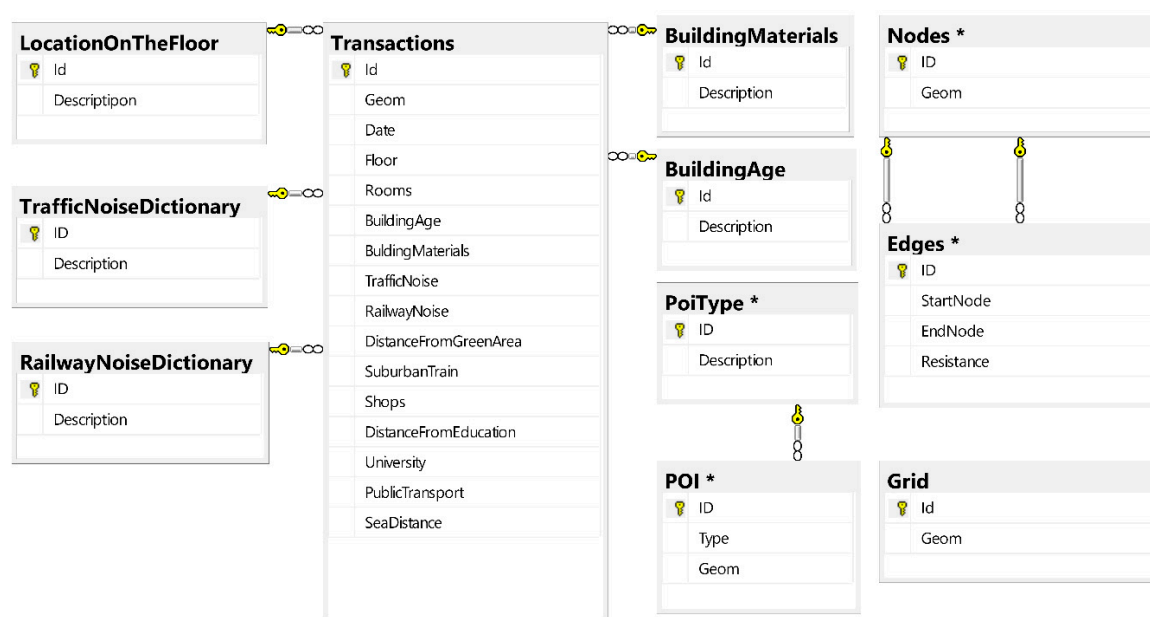 LocationOnTheFloor
Id
Descriptipon
TrafficNoiseDictionary
ID
Description
RailwayNoiseDictionary
ID
Description
Transactions
Id
Geom
Date
Floor
Rooms
BuildingAge
BuldingMaterials
TrafficNoise
RailwayNoise
DistanceFromGreenArea
SuburbanTrain
Shops
DistanceFromEducation
University
PublicTransport
SeaDistance
BuildingMaterials
Id
Description
BuildingAge
Id
Description
PoiType *
ID
Description
POI *
ID
Type
Geom
Nodes *
ID
Geom
Edges *
ID
StartNode
EndNode
Resistance
Grid
Id
Geom